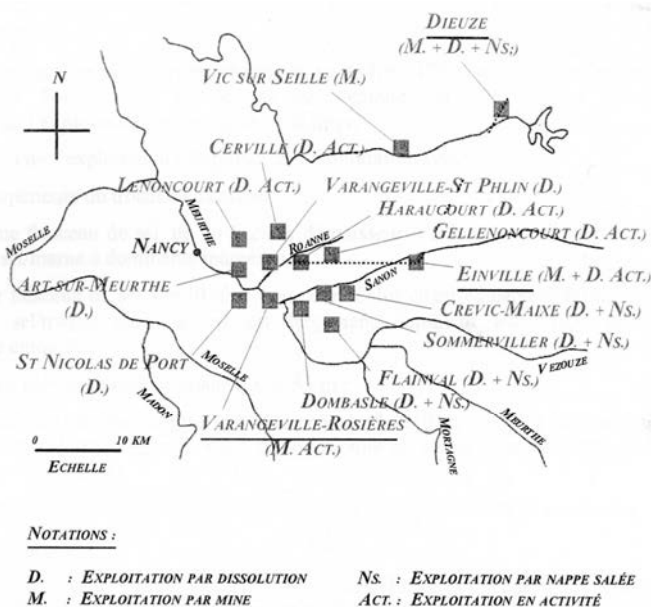 DIEUZE
(M. + D. + NS;)
N
VIC SUR SEILLE (M.)
CERVILLE (D. ACT.)
LENONCOURT (D. ACT.)
VARANGEVILLE-ST PHLIN (D.)
HARAUCOURT (D. ACT.)
GELLENONCOURT (D. ACT.)
MOSELLE
MEURTHE
NANCY
ROANNE
SANON
EINVILLE (M. + D. ACT.)
ART-SUR-MEURTHE
(D.)
CREVIC-MAIXE (D. + NS.)
SOMMERVILLER (D. + NS.)
VEZOUZE
ST NICOLAS DE PORT
(D.)
MOSELLE
FLAINVAL (D. + NS.)
DOMBASLE (D. + NS.)
MADON
VARANGEVILLE-ROSIÈRES
(M. ACT.)
MORTAGNE
MEURTHE
0 10 KM
ECHELLE
NOTATIONS :
D. : EXPLOITATION PAR DISSOLUTION NS. : EXPLOITATION PAR NAPPE SALÉE
M. : EXPLOITATION PAR MINE ACT. : EXPLOITATION EN ACTIVITÉ